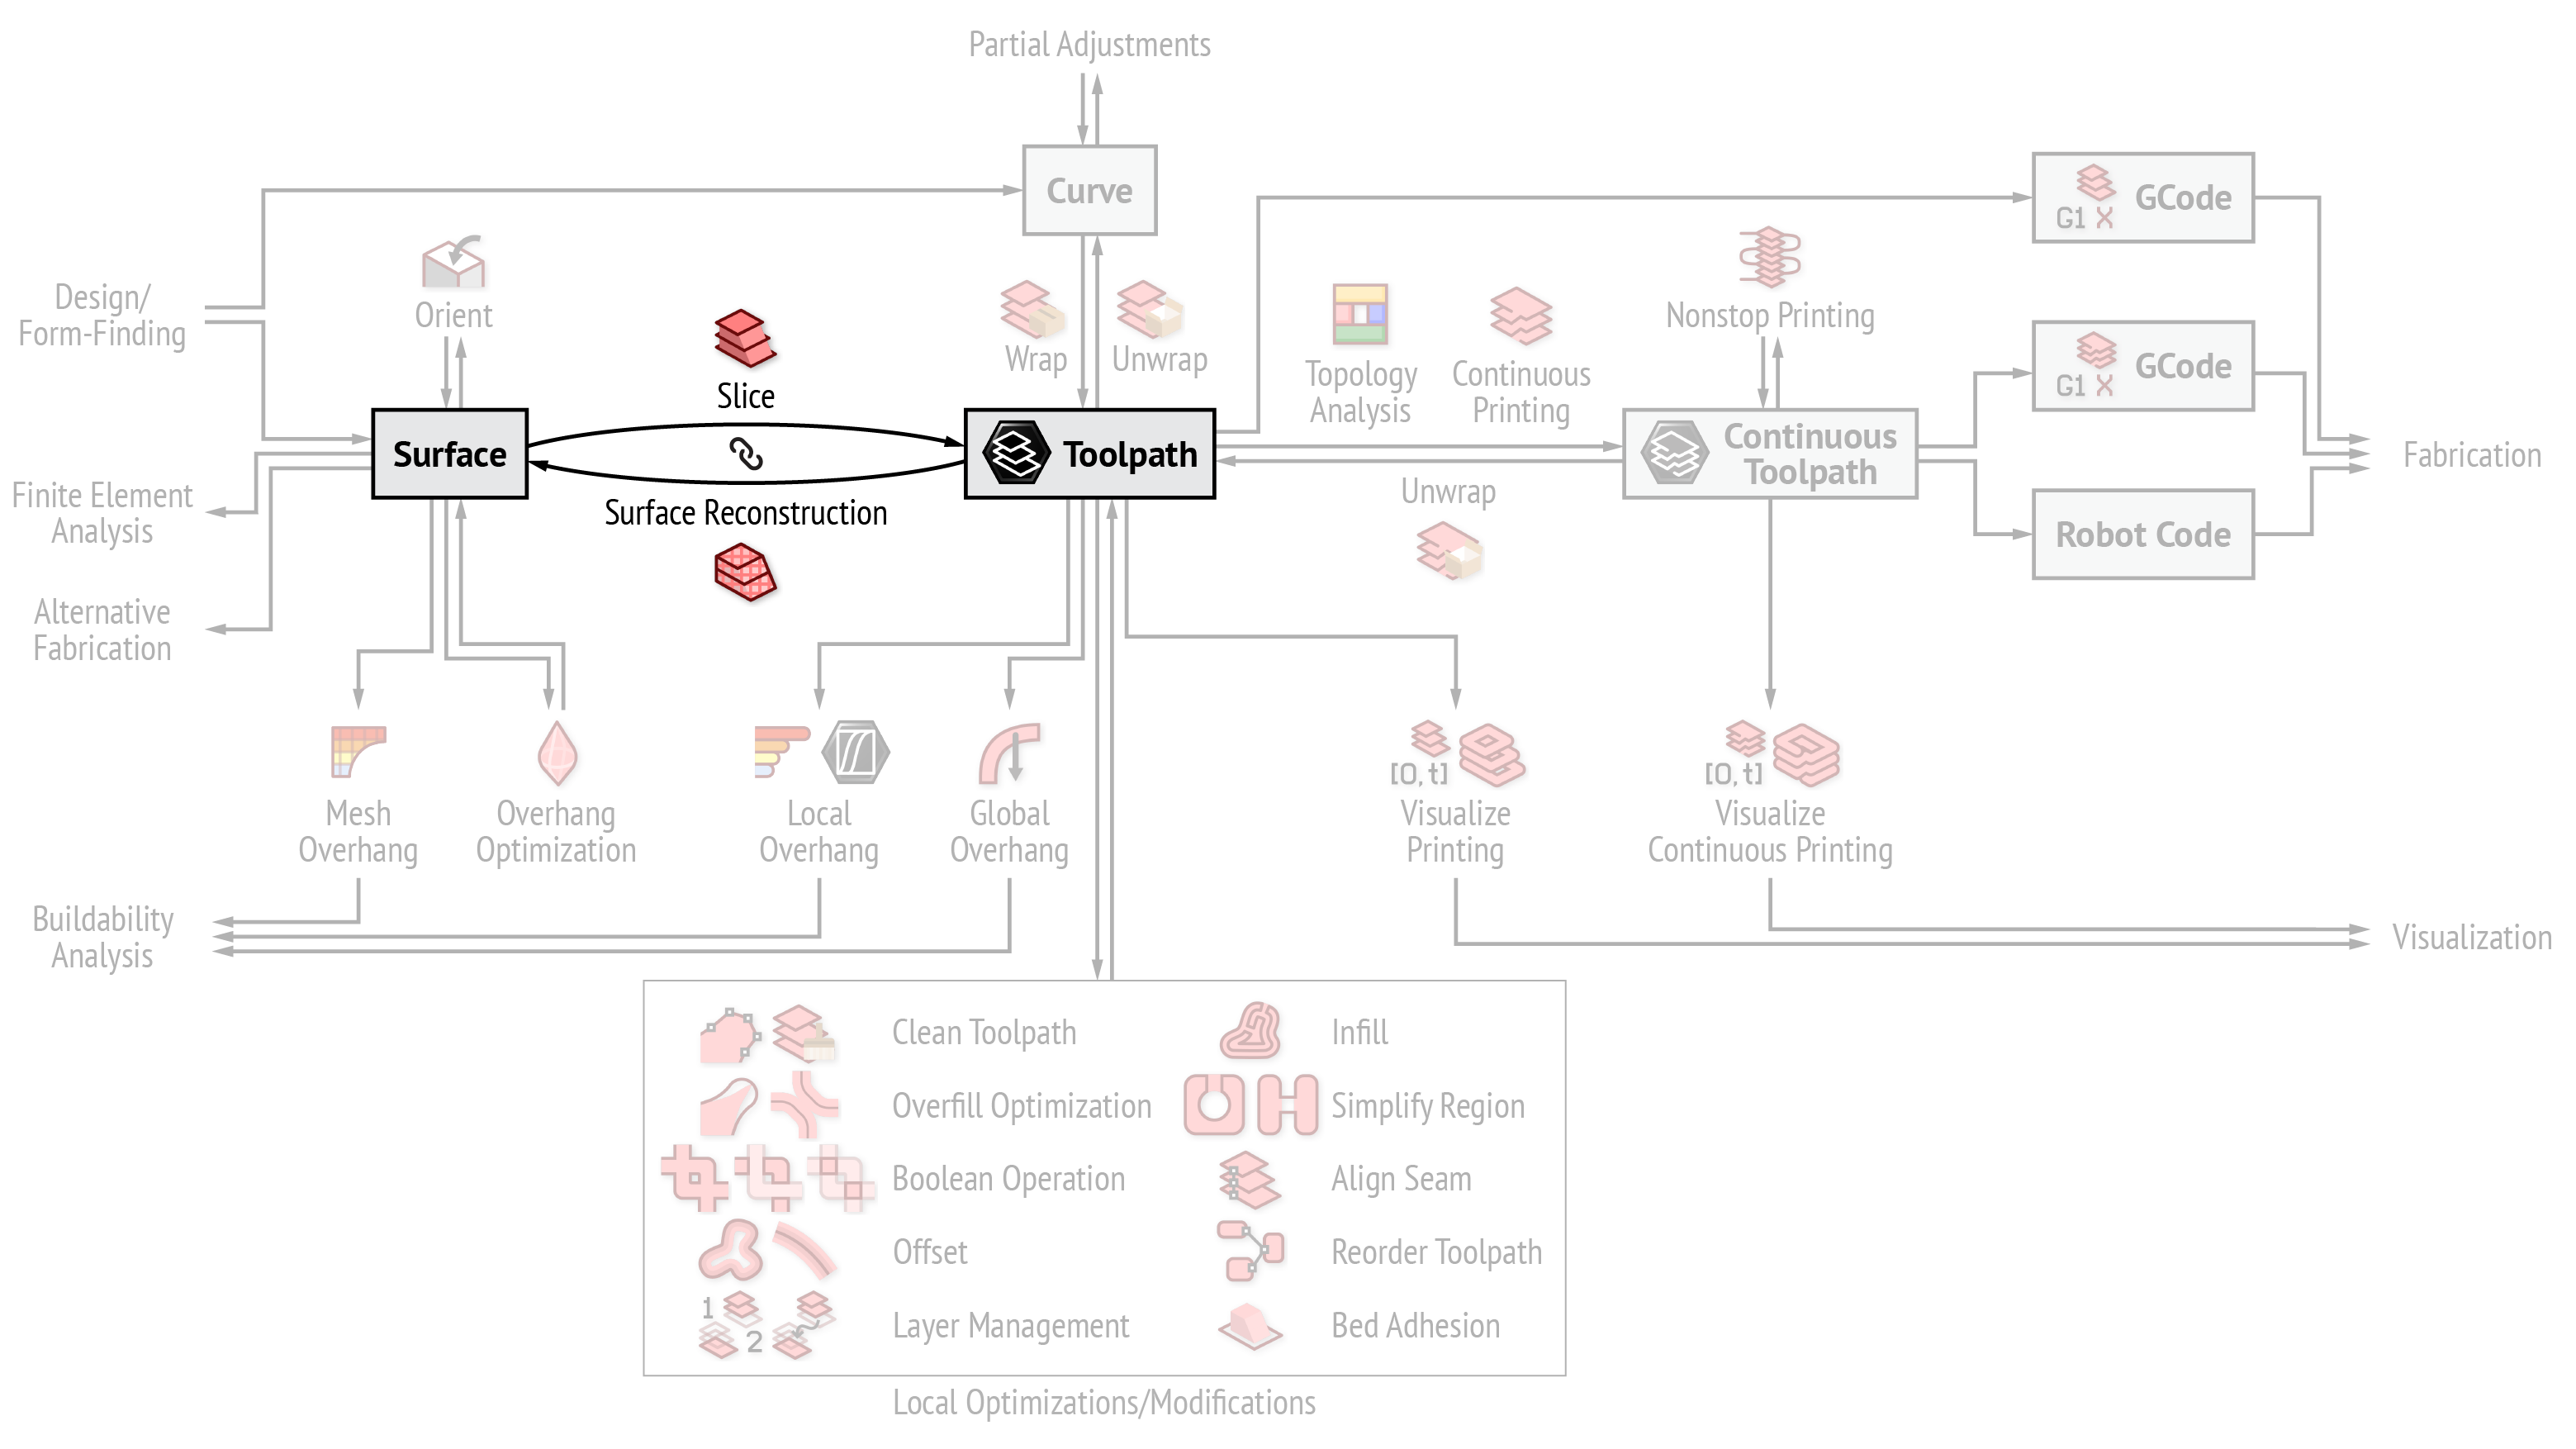 Partial Adjustments
Curve
Design/
Form-Finding
Orient
Slice
Wrap
Unwrap
Topology
Analysis
Continuous
Printing
Nonstop Printing
G1 X
GCode
G1 X
GCode
Surface
Toolpath
Continuous
Toolpath
Robot Code
Fabrication
Surface Reconstruction
Unwrap
Finite Element
Analysis
Alternative
Fabrication
Mesh
Overhang
Overhang
Optimization
Local
Overhang
Global
Overhang
[0, t]
Visualize
Printing
[0, t]
Visualize
Continuous Printing
Buildability
Analysis
Visualization
Clean Toolpath
Infill
Overfill Optimization
Simplify Region
Boolean Operation
Align Seam
Offset
Reorder Toolpath
1
2
Layer Management
Bed Adhesion
Local Optimizations/Modifications